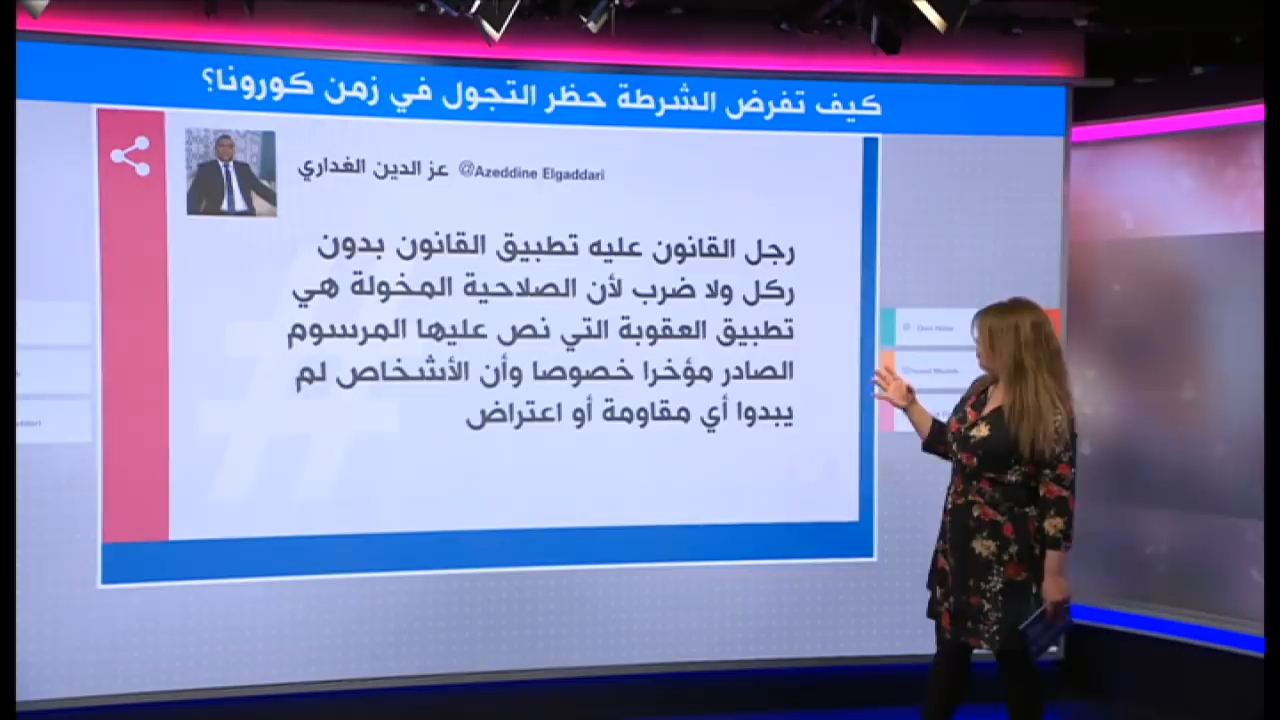 كيف تفرض الشرطة حظر التجول في زمن كورونا؟
عز الدين الغداري @Azeddine Elgaddari
رجل القانون عليه تطبيق القانون بدون
ركل ولا ضرب لأن الصلاحية المخولة هي
تطبيق العقوبة التي نص عليها المرسوم
الصادر مؤخرا خصوصا وأن الأشخاص لم
يبدوا أي مقاومة أو اعتراض